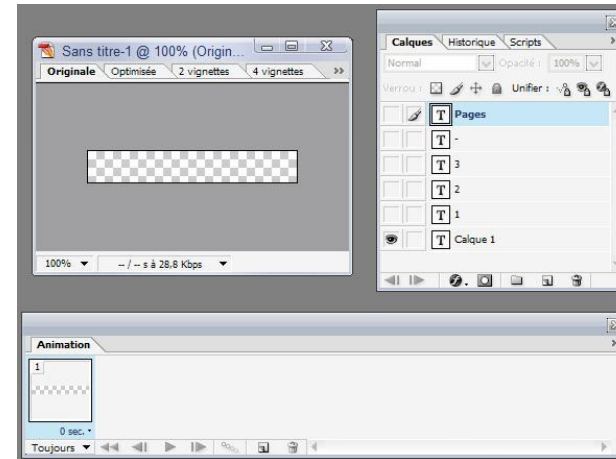 Sans titre-1 @ 100% (Origin...
Originale Optimisée 2 vignettes 4 vignettes
100% -- / -- s à 28,8 Kbps
Calques Historique Scripts
Normal Opacité : 100%
Verrou : Unifier :
T Pages
T -
T 3
T 2
T 1
T Calque 1
Animation
1
0 sec.
Toujours